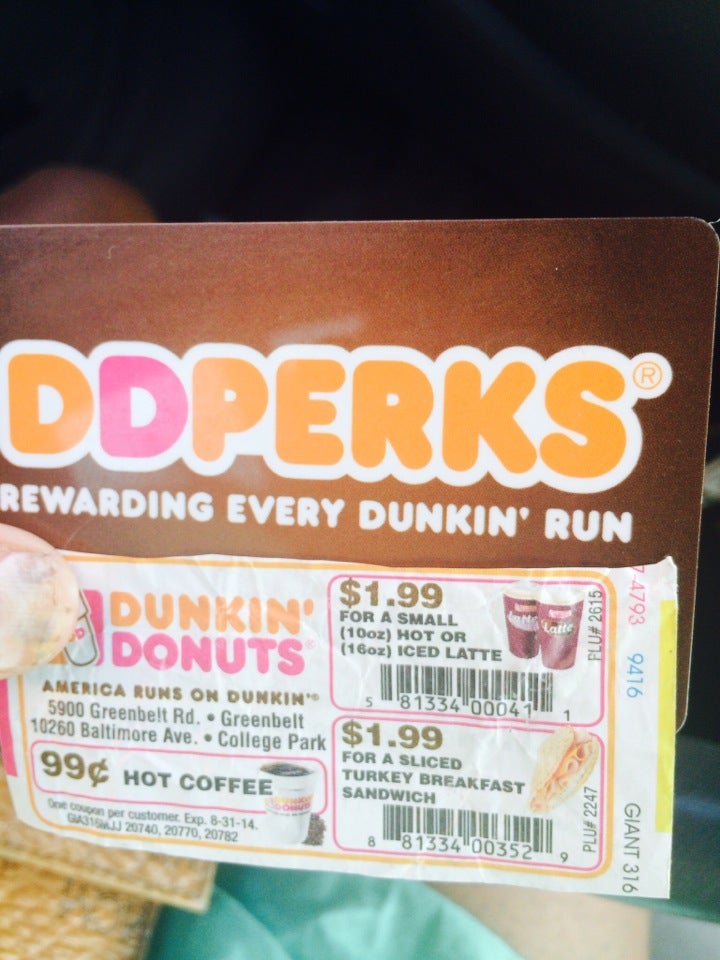 DDPERKS®
REWARDING EVERY DUNKIN' RUN
DUNKIN'
DONUTS®
AMERICA RUNS ON DUNKIN'®
5900 Greenbelt Rd. • Greenbelt
10260 Baltimore Ave. • College Park
99¢ HOT COFFEE
One coupon per customer. Exp. 8-31-14.
20740, 20770, 20782
$1.99
FOR A SMALL
(10oz) HOT OR
(16oz) ICED LATTE
Latte
PLU# 2615
5 81334 00041 1
$1.99
FOR A SLICED
TURKEY BREAKFAST
SANDWICH
PLU# 2247
8 81334 00352 9
4793 9416
GIANT 316